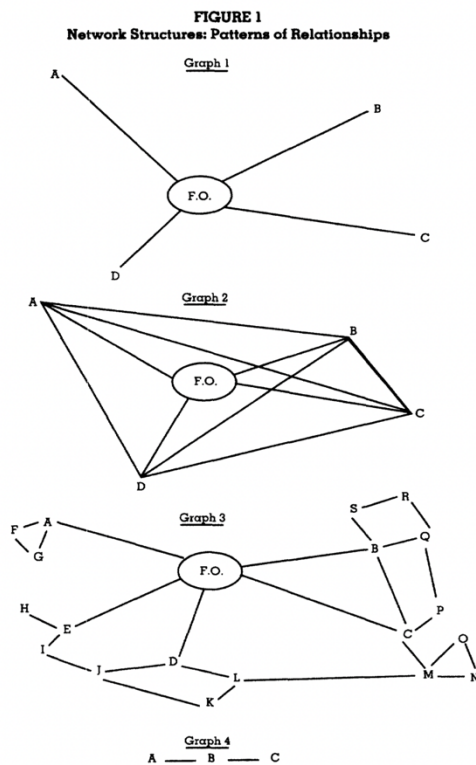 FIGURE 1
Network Structures: Patterns of Relationships
Graph 1
A
B
F.O.
C
D
Graph 2
A
B
F.O.
C
D
Graph 3
S
R
F
A
B
Q
G
F.O.
H
P
E
C
O
I
D
M
N
J
L
K
Graph 4
A B C